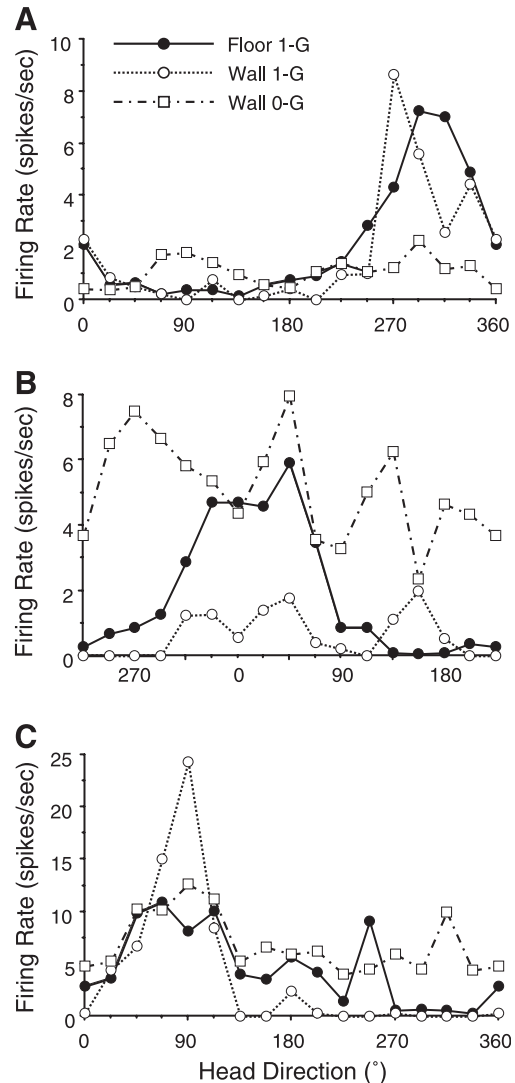 A
Firing Rate (spikes/sec)
10
8
6
4
2
0
Floor 1-G
Wall 1-G
Wall 0-G
0 90 180 270 360
B
Firing Rate (spikes/sec)
8
6
4
2
0
270 0 90 180
C
Firing Rate (spikes/sec)
25
20
15
10
5
0
0 90 180 270 360
Head Direction (°)